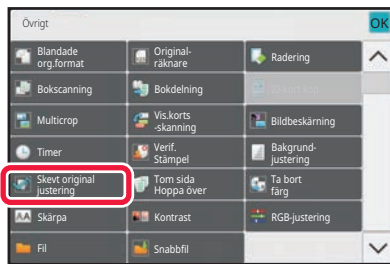 Övrigt
OK
Blandade
org.format
Original-
räknare
Radering
Bokscanning
Bokdelning
Multicrop
Vis.korts
-skanning
Bildbeskärning
Timer
Verif.
Stämpel
Bakgrund-
justering
Skevt original
justering
Tom sida
Hoppa över
Ta bort
färg
Skärpa
Kontrast
RGB-justering
Fil
Snabbfil